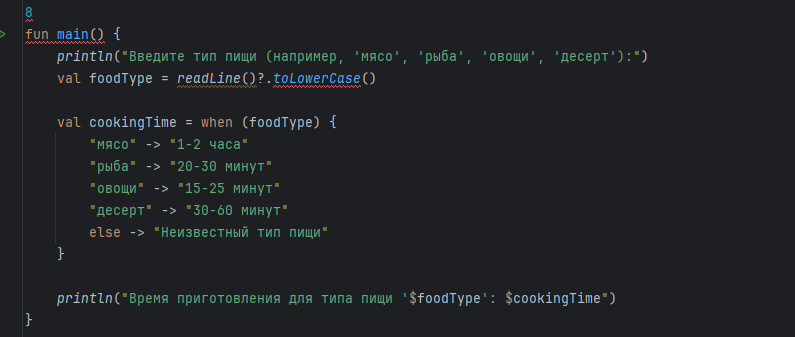 8
fun main() {
    println("Введите тип пищи (например, 'мясо', 'рыба', 'овощи', 'десерт'):")
    val foodType = readLine()?.toLowerCase()
    val cookingTime = when (foodType) {
        "мясо" -> "1-2 часа"
        "рыба" -> "20-30 минут"
        "овощи" -> "15-25 минут"
        "десерт" -> "30-60 минут"
        else -> "Неизвестный тип пищи"
    }
    println("Время приготовления для типа пищи '$foodType': $cookingTime")
}